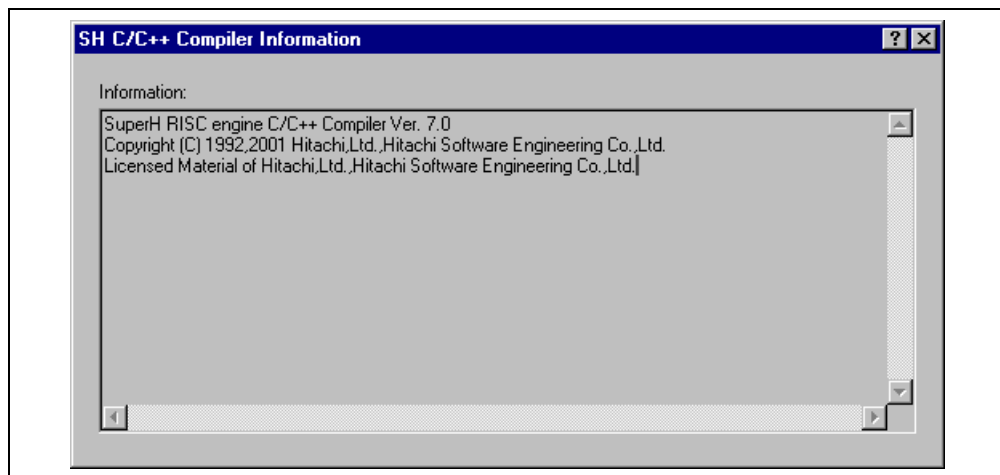 SH C/C++ Compiler Information
Information:
SuperH RISC engine C/C++ Compiler Ver. 7.0
Copyright (C) 1992,2001 Hitachi,Ltd.,Hitachi Software Engineering Co.,Ltd.
Licensed Material of Hitachi,Ltd.,Hitachi Software Engineering Co.,Ltd.